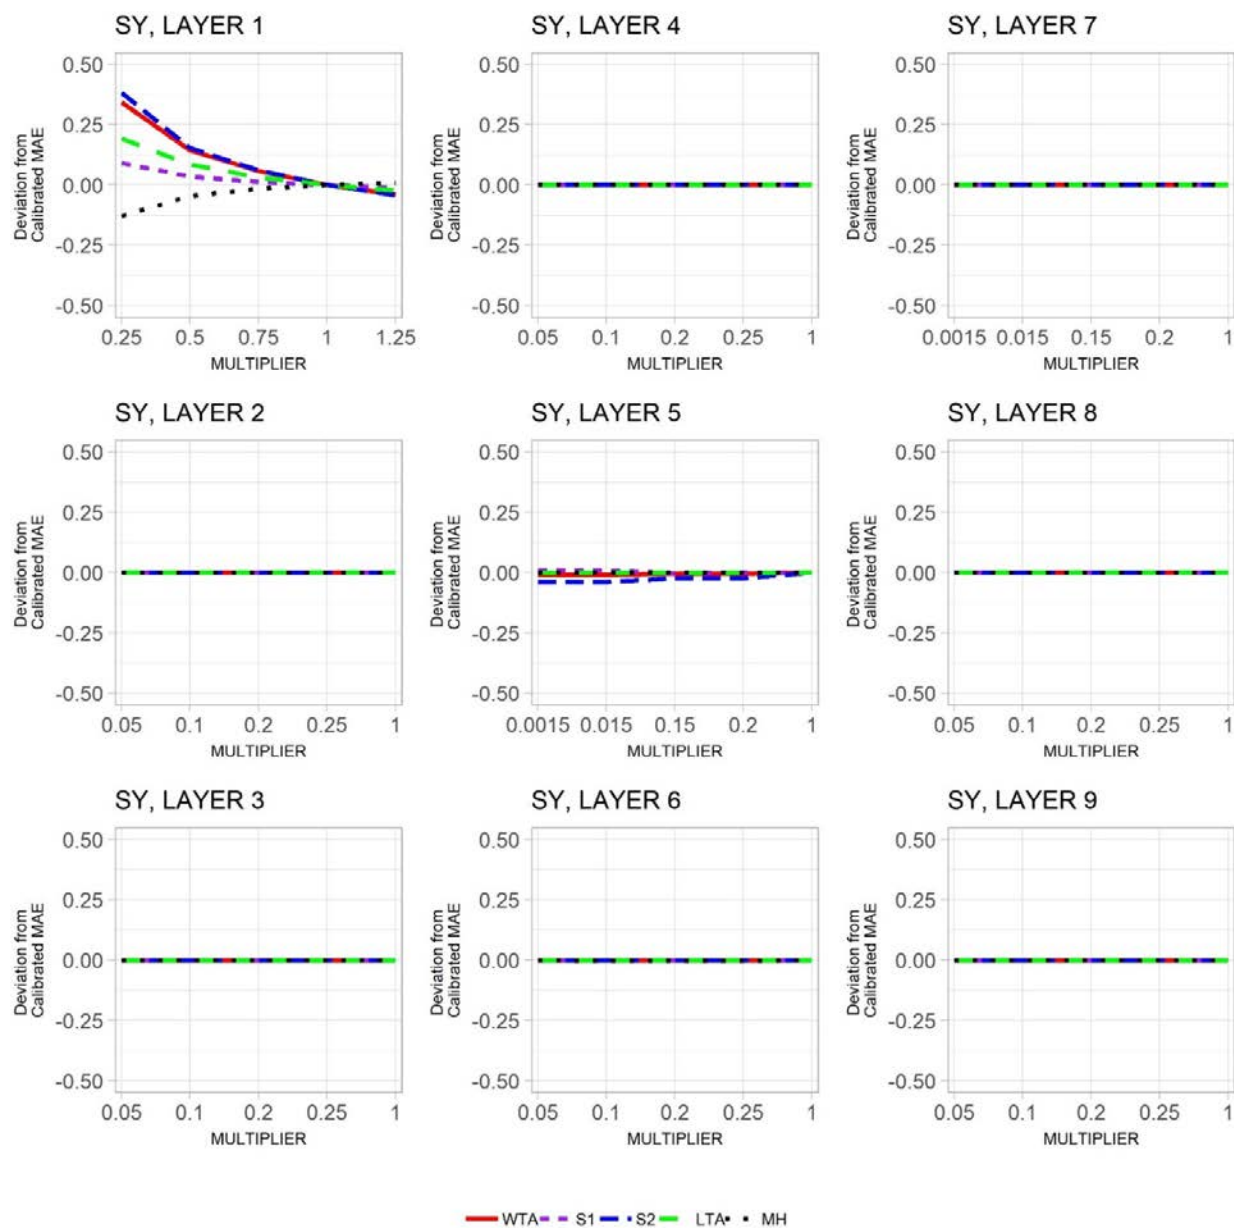 SY, LAYER 1
0.50
0.25
0.00
-0.25
-0.50
Deviation from
Calibrated MAE
0.25 0.5 0.75 1 1.25
MULTIPLIER
SY, LAYER 4
0.50
0.25
0.00
-0.25
-0.50
Deviation from
Calibrated MAE
0.05 0.1 0.2 0.25 1
MULTIPLIER
SY, LAYER 7
0.50
0.25
0.00
-0.25
-0.50
Deviation from
Calibrated MAE
0.0015 0.015 0.15 0.2 1
MULTIPLIER
SY, LAYER 2
0.50
0.25
0.00
-0.25
-0.50
Deviation from
Calibrated MAE
0.05 0.1 0.2 0.25 1
MULTIPLIER
SY, LAYER 5
0.50
0.25
0.00
-0.25
-0.50
Deviation from
Calibrated MAE
0.0015 0.015 0.15 0.2 1
MULTIPLIER
SY, LAYER 8
0.50
0.25
0.00
-0.25
-0.50
Deviation from
Calibrated MAE
0.05 0.1 0.2 0.25 1
MULTIPLIER
SY, LAYER 3
0.50
0.25
0.00
-0.25
-0.50
Deviation from
Calibrated MAE
0.05 0.1 0.2 0.25 1
MULTIPLIER
SY, LAYER 6
0.50
0.25
0.00
-0.25
-0.50
Deviation from
Calibrated MAE
0.05 0.1 0.2 0.25 1
MULTIPLIER
SY, LAYER 9
0.50
0.25
0.00
-0.25
-0.50
Deviation from
Calibrated MAE
0.05 0.1 0.2 0.25 1
MULTIPLIER
WTA S1 S2 LTA MH